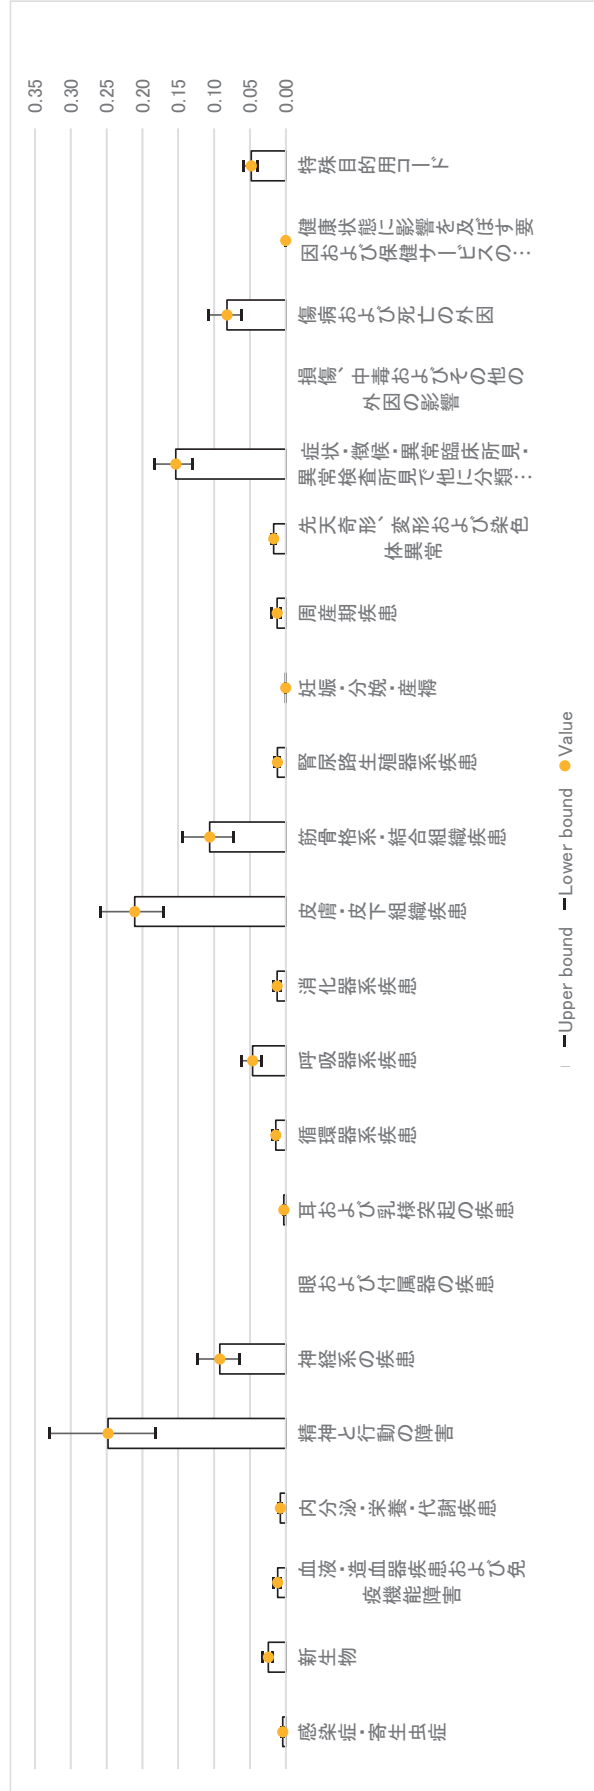 0.35
0.30
0.25
0.20
0.15
0.10
0.05
0.00
感染症・寄生虫症
新生物
血液・造血器疾患および免
疫機能障害
内分泌・栄養・代謝疾患
精神と行動の障害
神経系の疾患
眼および付属器の疾患
耳および乳様突起の疾患
循環器系疾患
呼吸器系疾患
消化器系疾患
皮膚・皮下組織疾患
筋骨格系・結合組織疾患
腎尿路生殖器系疾患
妊娠・分娩・産褥
周産期疾患
先天奇形、変形および染色
体異常
症状・徴候・異常臨床所見・
異常検査所見で他に分類…
損傷、中毒およびその他の
外因の影響
傷病および死亡の外因
健康状態に影響を及ぼす要
因および保健サービスの…
特殊目的用コード
Upper bound
Lower bound
Value